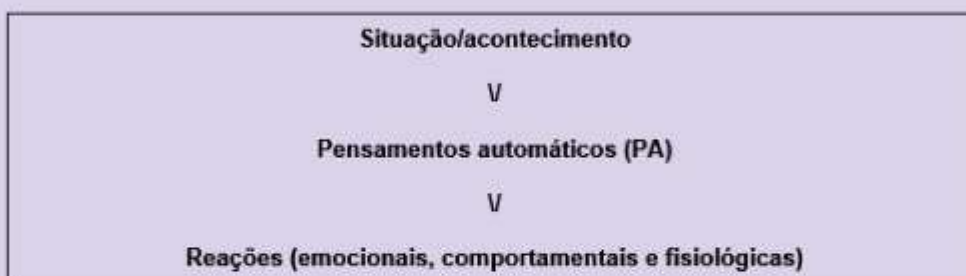 Situação/acontecimento
\/
Pensamentos automáticos (PA)
\/
Reações (emocionais, comportamentais e fisiológicas)